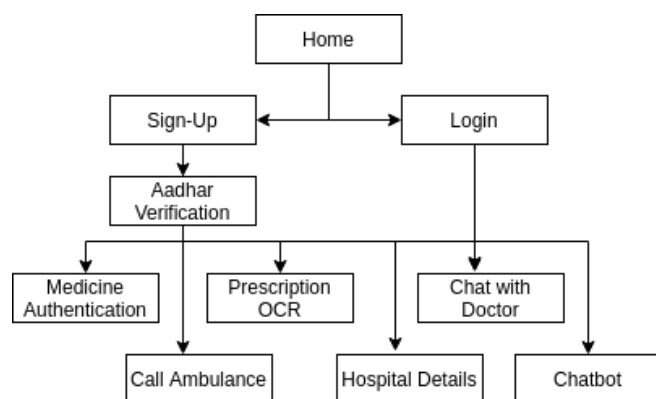 Home
Sign-Up
Login
Aadhar
Verification
Medicine
Authentication
Prescription
OCR
Chat with
Doctor
Call Ambulance
Hospital Details
Chatbot